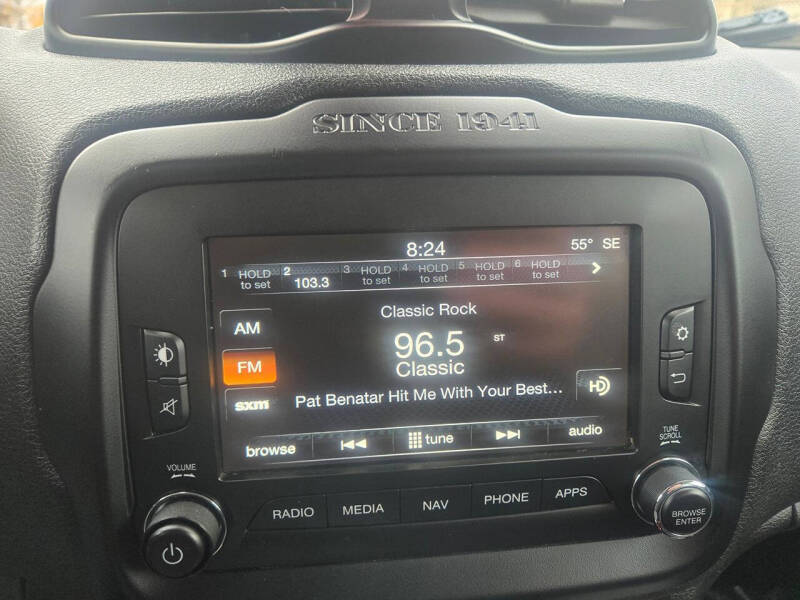 SINCE 1941
8:24
55° SE
1 HOLD to set
2 103.3
3 HOLD to set
4 HOLD to set
5 HOLD to set
6 HOLD to set
Classic Rock
AM
96.5 ST
FM
Classic
HD
sxm
Pat Benatar Hit Me With Your Best...
browse
tune
audio
VOLUME
TUNE
SCROLL
RADIO MEDIA NAV PHONE APPS
BROWSE
ENTER